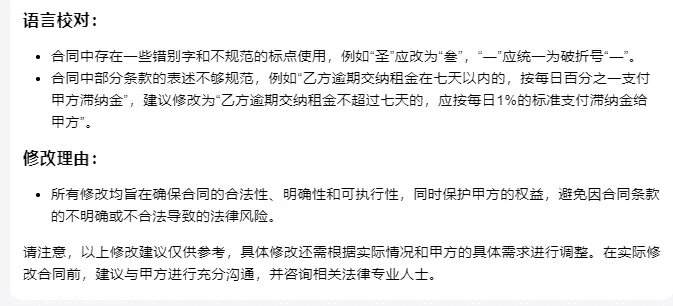 语言校对：
合同中存在一些错别字和不规范的标点使用，例如“圣”应改为“叁”，“—”应统一为破折号“—”。
合同中部分条款的表述不够规范，例如“乙方逾期交纳租金在七天以内的，按每日百分之一支付
甲方滞纳金”，建议修改为“乙方逾期交纳租金不超过七天的，应按每日1%的标准支付滞纳金给
甲方”。
修改理由：
所有修改均旨在确保合同的合法性、明确性和可执行性，同时保护甲方的权益，避免因合同条款
的不明确或不合法导致的法律风险。
请注意，以上修改建议仅供参考，具体修改还需根据实际情况和甲方的具体需求进行调整。在实际修
改合同前，建议与甲方进行充分沟通，并咨询相关法律专业人士。